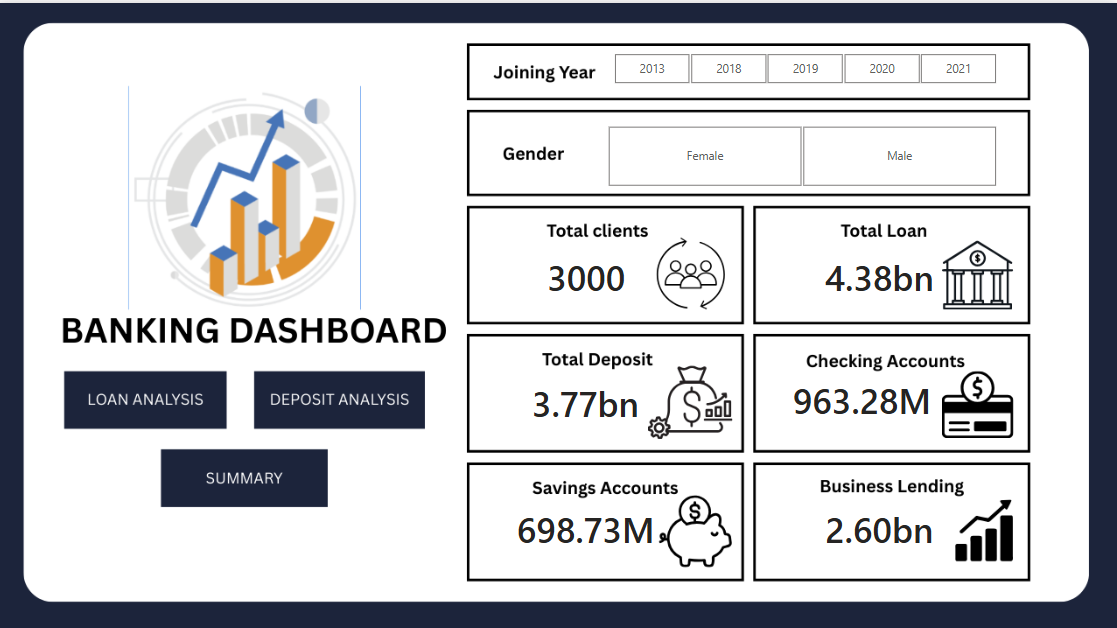 BANKING DASHBOARD
LOAN ANALYSIS
DEPOSIT ANALYSIS
SUMMARY
Joining Year
2013
2018
2019
2020
2021
Gender
Female
Male
Total clients
3000
Total Loan
4.38bn
$
Total Deposit
3.77bn
$
Checking Accounts
963.28M
$
Savings Accounts
698.73M
$
Business Lending
2.60bn